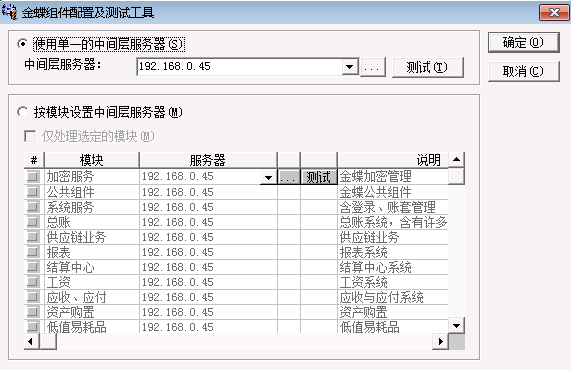 金蝶组件配置及测试工具
使用单一的中间层服务器(S)
确定(O)
中间层服务器：
192.168.0.45
...
测试(T)
取消(C)
按模块设置中间层服务器(M)
仅处理选定的模块(M)
# 模块 服务器 说明
加密服务 192.168.0.45 ... 测试 金蝶加密管理
公共组件 192.168.0.45 金蝶公共组件
系统服务 192.168.0.45 含登录、账套管理
总账 192.168.0.45 总账系统，含有许多
供应链业务 192.168.0.45 供应链业务
报表 192.168.0.45 报表系统
结算中心 192.168.0.45 结算中心系统
工资 192.168.0.45 工资系统
应收、应付 192.168.0.45 应收与应付系统
资产购置 192.168.0.45 资产购置
低值易耗品 192.168.0.45 低值易耗品